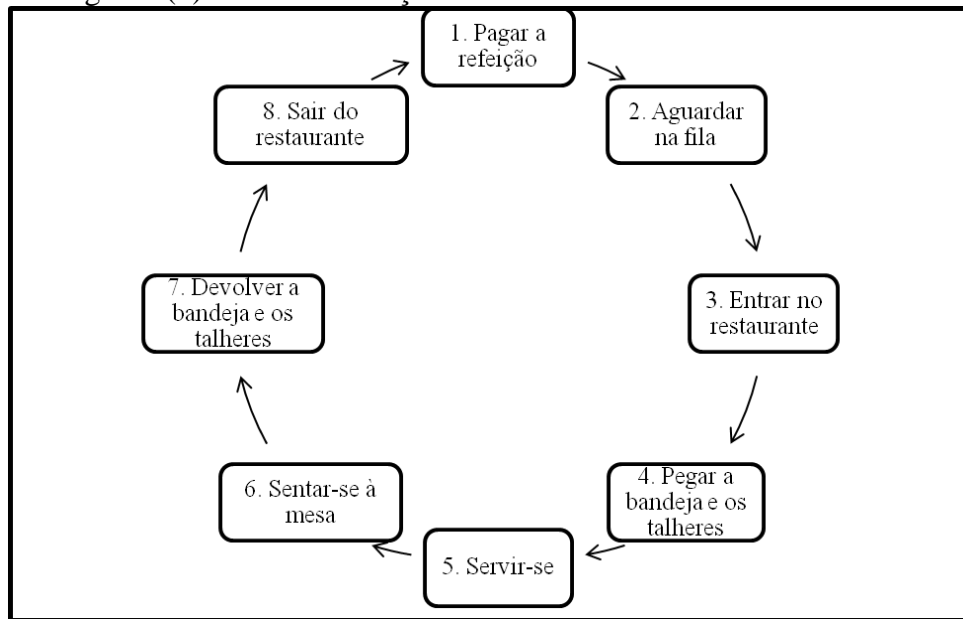 1. Pagar a
refeição
2. Aguardar
na fila
3. Entrar no
restaurante
4. Pegar a
bandeja e os
talheres
5. Servir-se
6. Sentar-se à
mesa
7. Devolver a
bandeja e os
talheres
8. Sair do
restaurante